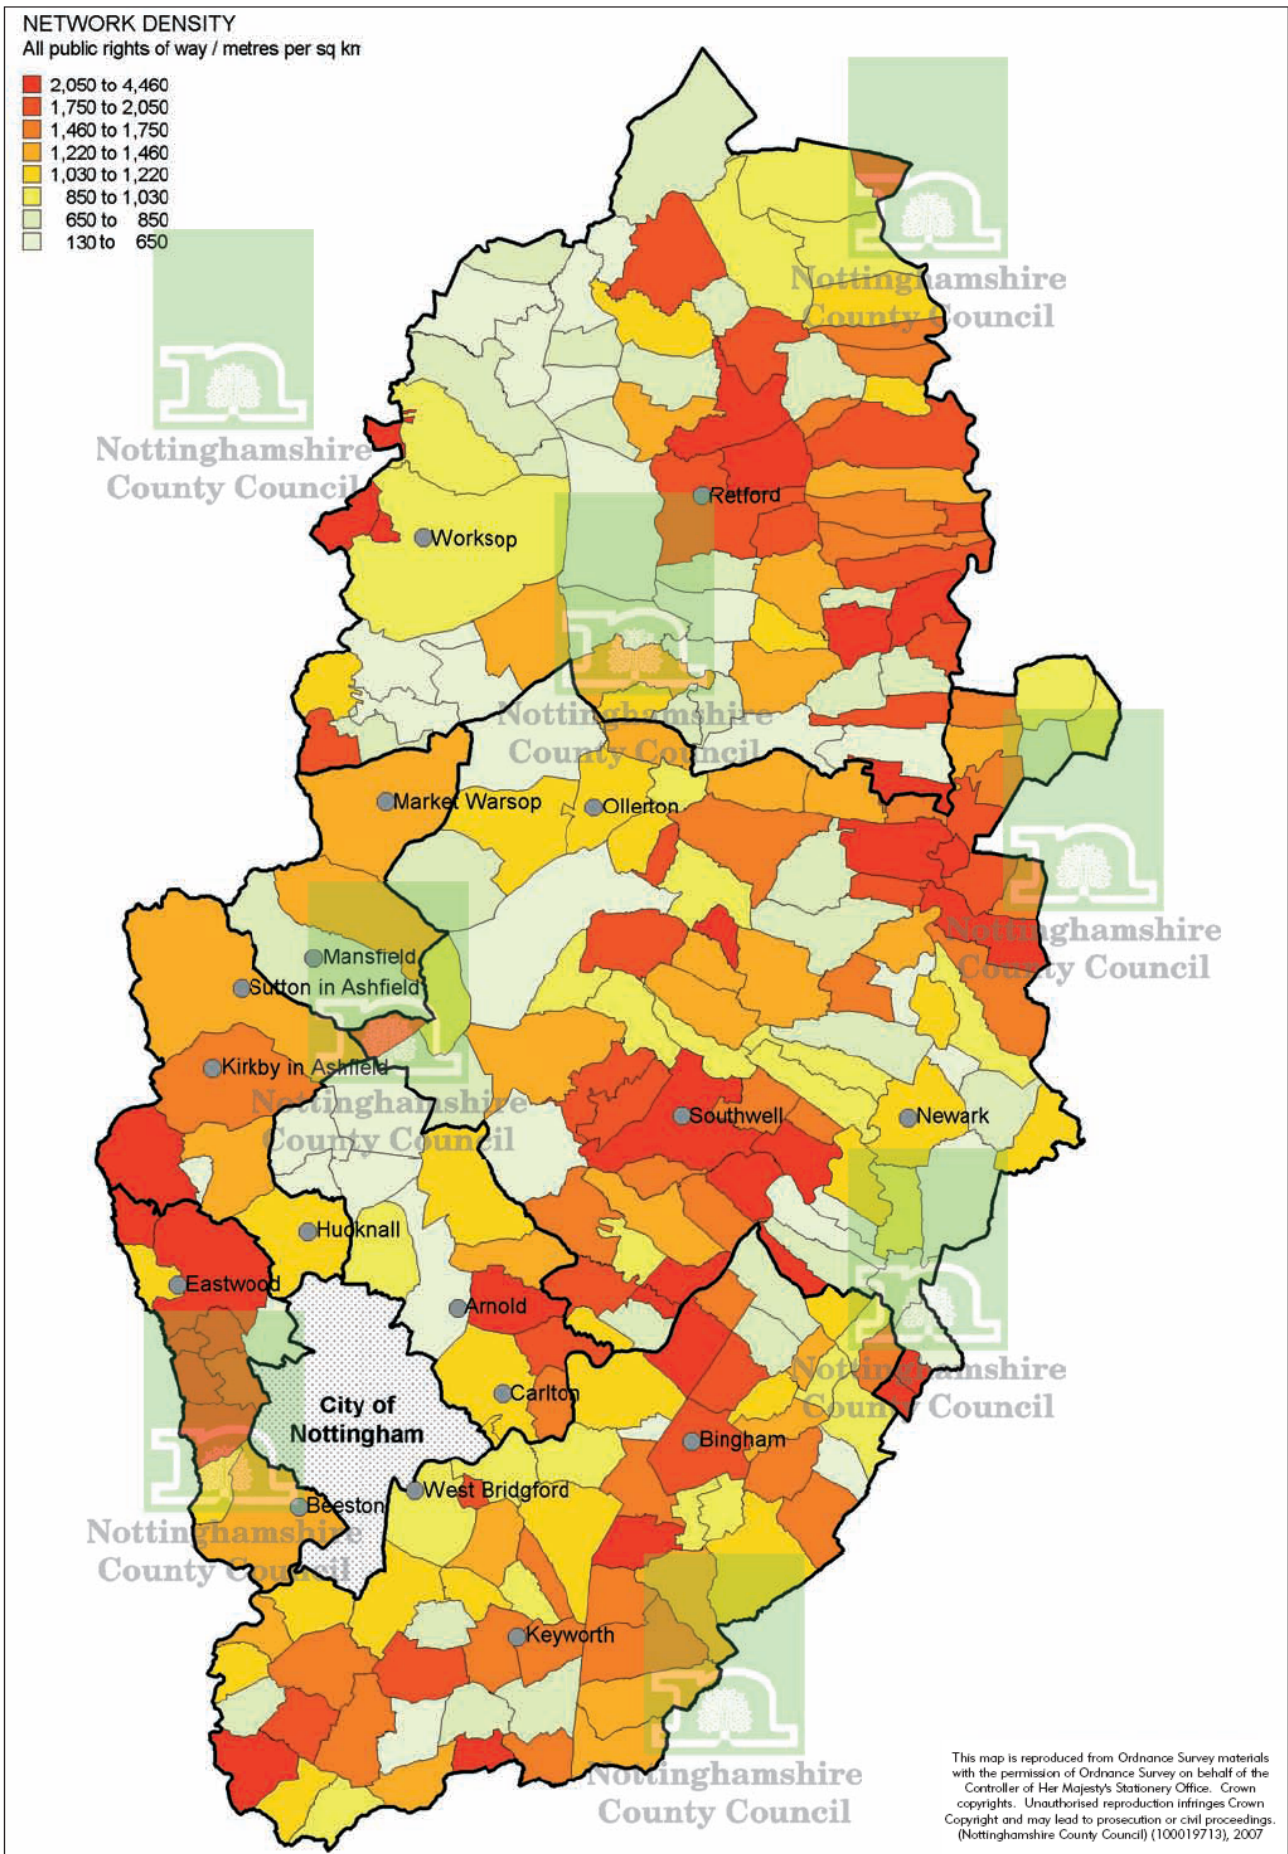 NETWORK DENSITY
All public rights of way / metres per sq km
2,050 to 4,460
1,750 to 2,050
1,460 to 1,750
1,220 to 1,460
1,030 to 1,220
850 to 1,030
650 to 850
130 to 650
Nottinghamshire
County Council
Nottinghamshire
County Council
Retford
Worksop
Nottinghamshire
County Council
Market Warsop
Ollerton
Nottinghamshire
County Council
Mansfield
Sutton in Ashfield
Kirkby in Ashfield
Nottinghamshire
County Council
Southwell
Newark
Hucknall
Eastwood
Arnold
Nottinghamshire
County Council
Carlton
City of
Nottingham
Bingham
West Bridgford
Beeston
Nottinghamshire
County Council
Keyworth
Nottinghamshire
County Council
This map is reproduced from Ordnance Survey materials
with the permission of Ordnance Survey on behalf of the
Controller of Her Majesty's Stationery Office. Crown
copyrights. Unauthorised reproduction infringes Crown
Copyright and may lead to prosecution or civil proceedings.
(Nottinghamshire County Council) (100019713), 2007